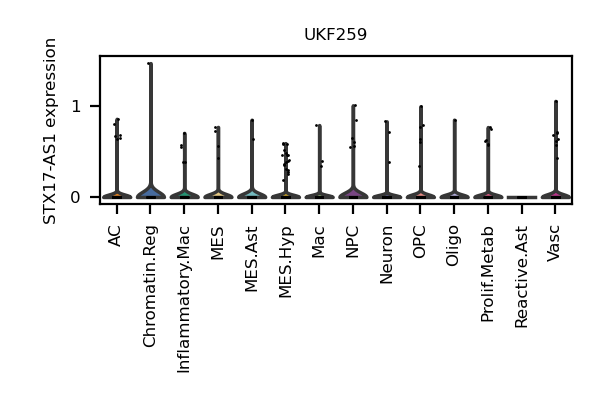 UKF259
STX17-AS1 expression
1
0
AC
Chromatin.Reg
Inflammatory.Mac
MES
MES.Ast
MES.Hyp
Mac
NPC
Neuron
OPC
Oligo
Prolif.Metab
Reactive.Ast
Vasc